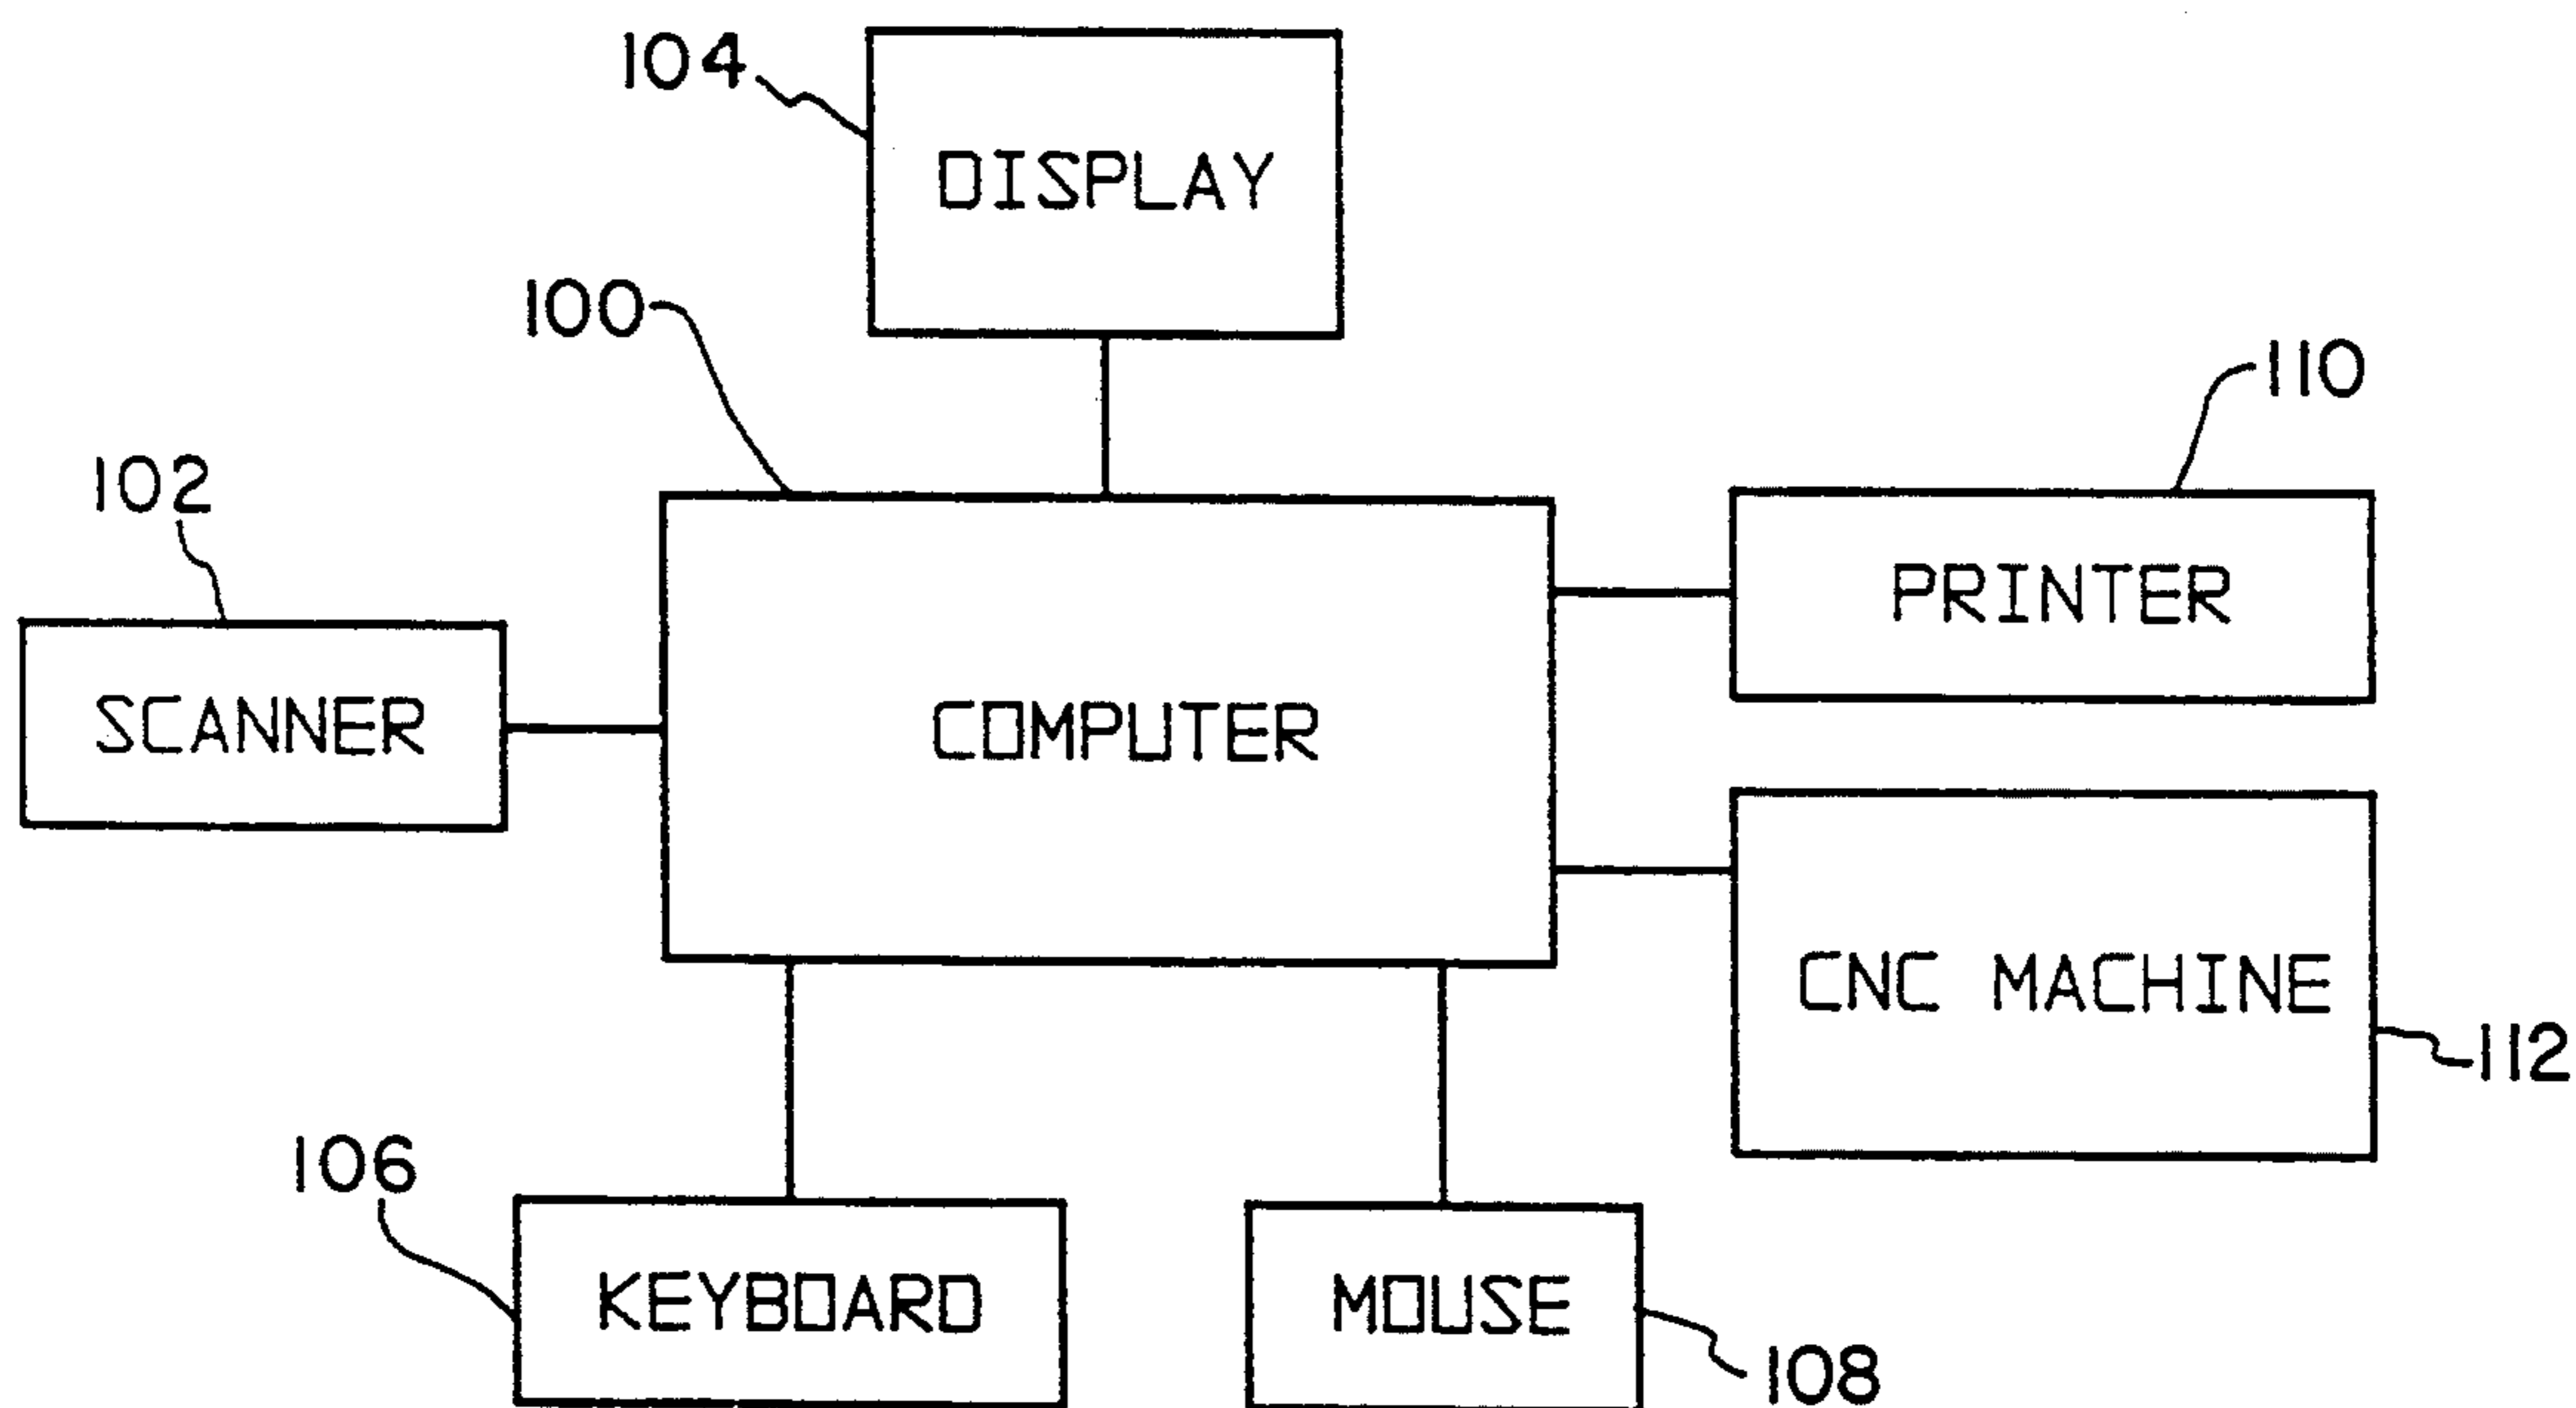 104
DISPLAY
100
110
102
PRINTER
SCANNER
COMPUTER
CNC MACHINE
112
106
KEYBOARD
MOUSE
108